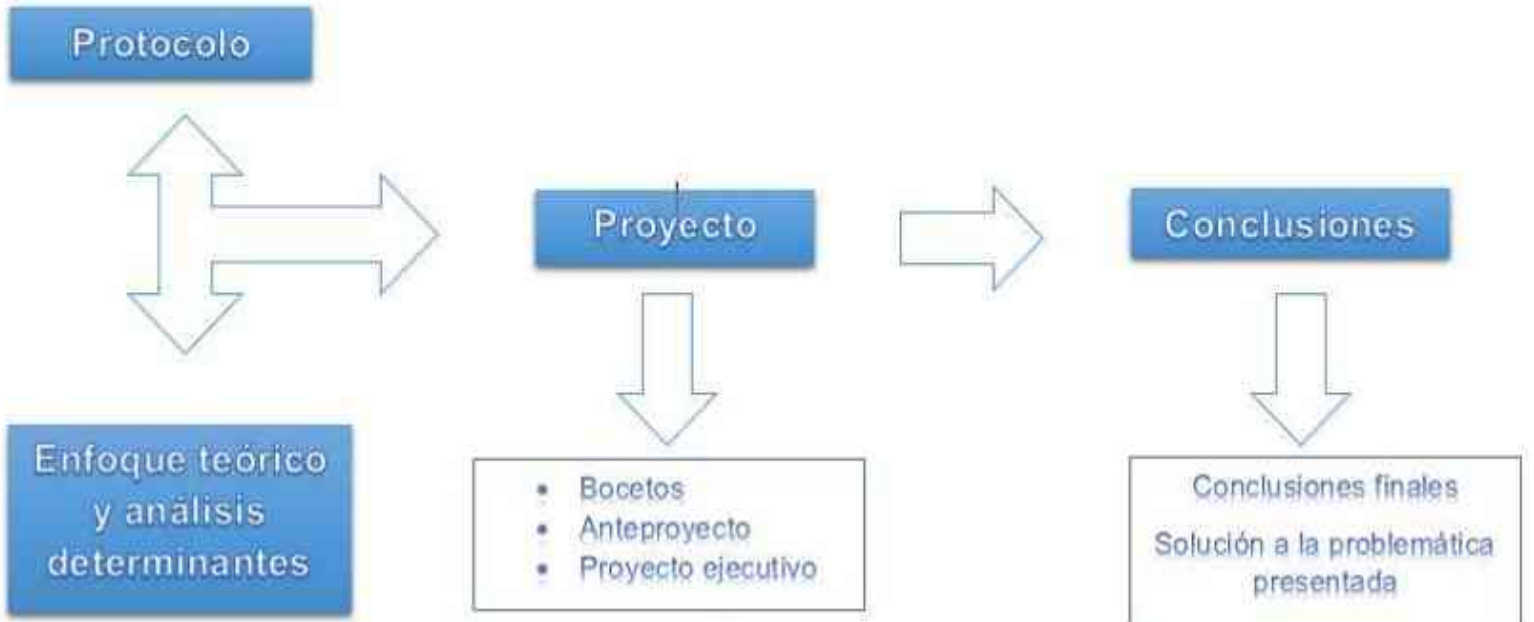 Protocolo
Proyecto
Conclusiones
Enfoque teórico
y análisis
determinantes
• Bocetos
• Anteproyecto
• Proyecto ejecutivo
Conclusiones finales
Solución a la problemática
presentada